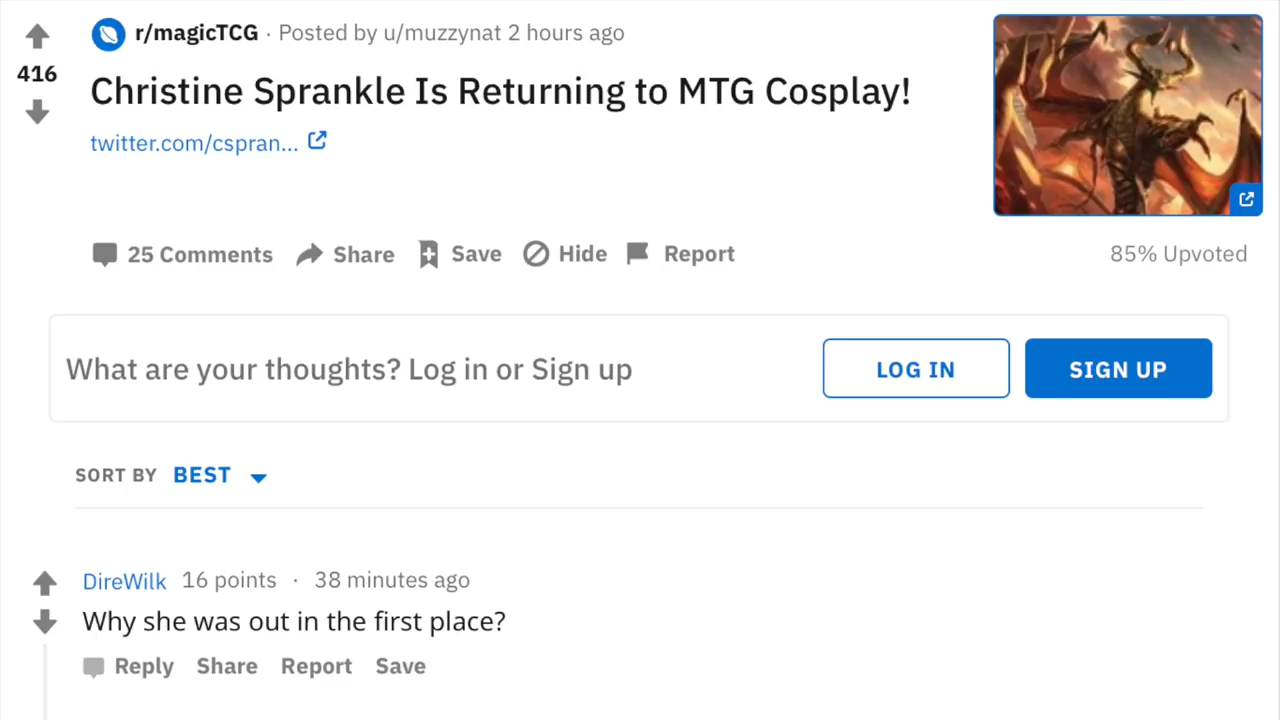 r/magicTCG · Posted by u/muzzynat 2 hours ago
416
Christine Sprankle Is Returning to MTG Cosplay!
twitter.com/cspran...
25 Comments Share Save Hide Report 85% Upvoted
What are your thoughts? Log in or Sign up LOG IN SIGN UP
SORT BY BEST
DireWilk 16 points · 38 minutes ago
Why she was out in the first place?
Reply Share Report Save